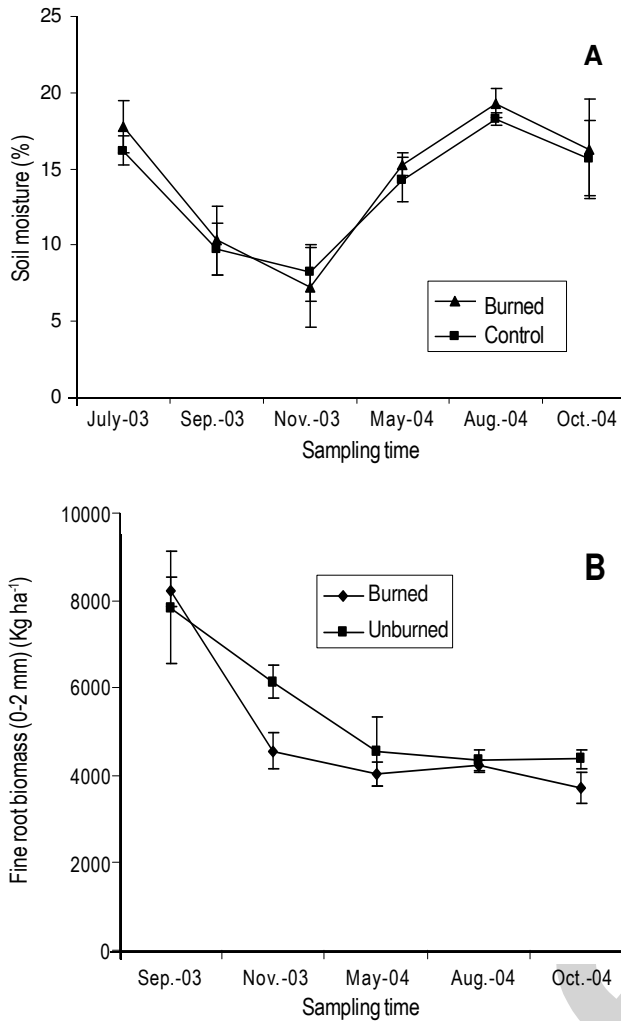 A
25
20
15
10
5
0
Soil moisture (%)
Burned
Control
July-03 Sep.-03 Nov.-03 May-04 Aug.-04 Oct.-04
Sampling time
B
10000
8000
6000
4000
2000
0
Fine root biomass (0-2 mm) (Kg ha⁻¹)
Burned
Unburned
Sep.-03 Nov.-03 May-04 Aug.-04 Oct.-04
Sampling time